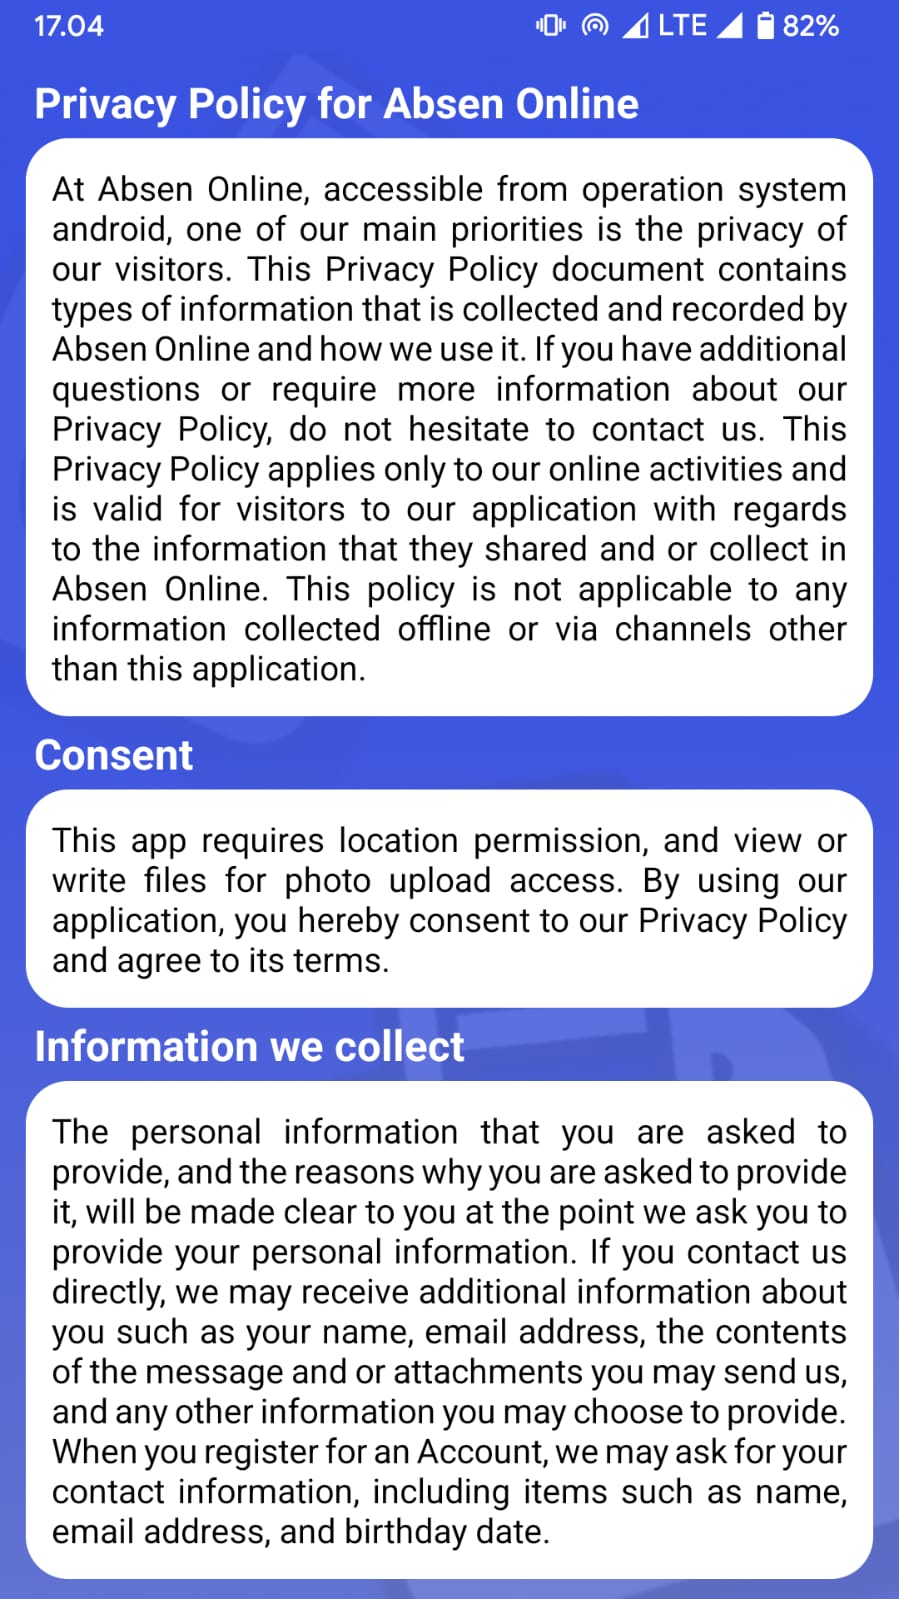 17.04 LTE 82%
Privacy Policy for Absen Online
At Absen Online, accessible from operation system
android, one of our main priorities is the privacy of
our visitors. This Privacy Policy document contains
types of information that is collected and recorded by
Absen Online and how we use it. If you have additional
questions or require more information about our
Privacy Policy, do not hesitate to contact us. This
Privacy Policy applies only to our online activities and
is valid for visitors to our application with regards
to the information that they shared and or collect in
Absen Online. This policy is not applicable to any
information collected offline or via channels other
than this application.
Consent
This app requires location permission, and view or
write files for photo upload access. By using our
application, you hereby consent to our Privacy Policy
and agree to its terms.
Information we collect
The personal information that you are asked to
provide, and the reasons why you are asked to provide
it, will be made clear to you at the point we ask you to
provide your personal information. If you contact us
directly, we may receive additional information about
you such as your name, email address, the contents
of the message and or attachments you may send us,
and any other information you may choose to provide.
When you register for an Account, we may ask for your
contact information, including items such as name,
email address, and birthday date.